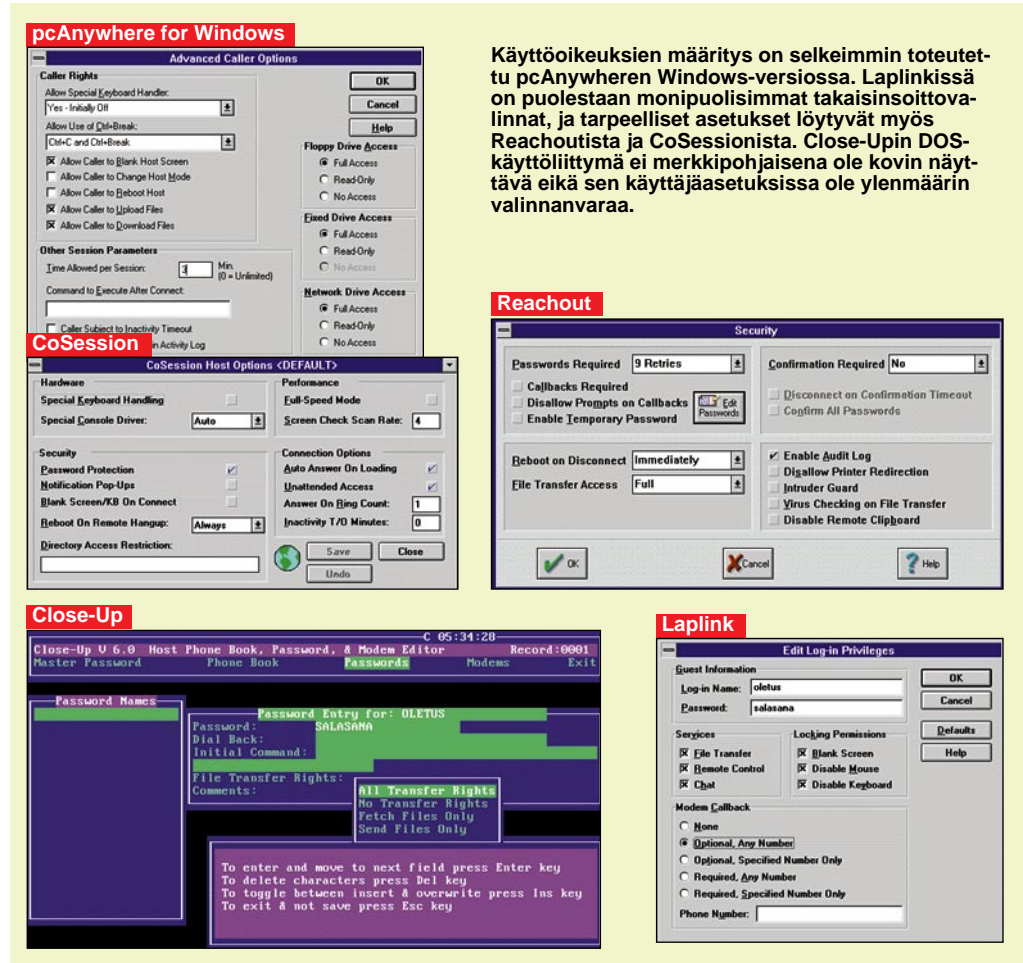 pcAnywhere for Windows
Advanced Caller Options
Caller Rights
Allow Special Keyboard Handler:
Yes - Initially Off
Allow Use of Ctrl+Break:
Ctrl+C and Ctrl+Break
Allow Caller to Blank Host Screen
Allow Caller to Change Host Mode
Allow Caller to Reboot Host
Allow Caller to Upload Files
Allow Caller to Download Files
Other Session Parameters
Time Allowed per Session: 3 Min.
(0 = Unlimited)
Command to Execute After Connect:
Caller Subject to Inactivity Timeout
in Activity Log
OK
Cancel
Help
Floppy Drive Access
Full Access
Read-Only
No Access
Fixed Drive Access
Full Access
Read-Only
No Access
Network Drive Access
Full Access
Read-Only
No Access
Käyttöoikeuksien määritys on selkeimmin toteutet-
tu pcAnywheren Windows-versiossa. Laplinkissä
on puolestaan monipuolisimmat takaisinsoittova-
linnat, ja tarpeelliset asetukset löytyvät myös
Reachoutista ja CoSessionista. Close-Upin DOS-
käyttöliittymä ei merkkipohjaisena ole kovin näyt-
tävä eikä sen käyttäjäasetuksissa ole ylenmäärin
valinnanvaraa.
CoSession
CoSession Host Options <DEFAULT>
Hardware
Special Keyboard Handling
Special Console Driver: Auto
Performance
Full-Speed Mode
Screen Check Scan Rate: 4
Security
Password Protection
Notification Pop-Ups
Blank Screen/KB On Connect
Reboot On Remote Hangup: Always
Directory Access Restriction:
Connection Options
Auto Answer On Loading
Unattended Access
Answer On Ring Count: 1
Inactivity T/O Minutes: 0
Save
Close
Undo
Reachout
Security
Passwords Required 9 Retries
Callbacks Required
Disallow Prompts on Callbacks
Enable Temporary Password
Edit
Passwords
Confirmation Required No
Disconnect on Confirmation Timeout
Confirm All Passwords
Reboot on Disconnect Immediately
File Transfer Access Full
Enable Audit Log
Disallow Printer Redirection
Intruder Guard
Virus Checking on File Transfer
Disable Remote Clipboard
OK
Cancel
Help
Close-Up
C 05:34:28
Close-Up V 6.0 Host Phone Book, Password, & Modem Editor Record:0001
Master Password Phone Book Passwords Modems Exit
Password Names
Password Entry for: OLETUS
Password: SALASANA
Dial Back:
Initial Command:
File Transfer Rights:
Comments:
All Transfer Rights
No Transfer Rights
Fetch Files Only
Send Files Only
To enter and move to next field press Enter key
To delete characters press Del key
To toggle between insert & overwrite press Ins key
To exit & not save press Esc key
Laplink
Edit Log-in Privileges
Guest Information
Log-in Name: oletus
Password: salasana
Services
File Transfer
Remote Control
Chat
Locking Permissions
Blank Screen
Disable Mouse
Disable Keyboard
Modem Callback
None
Optional, Any Number
Optional, Specified Number Only
Required, Any Number
Required, Specified Number Only
Phone Number:
OK
Cancel
Defaults
Help